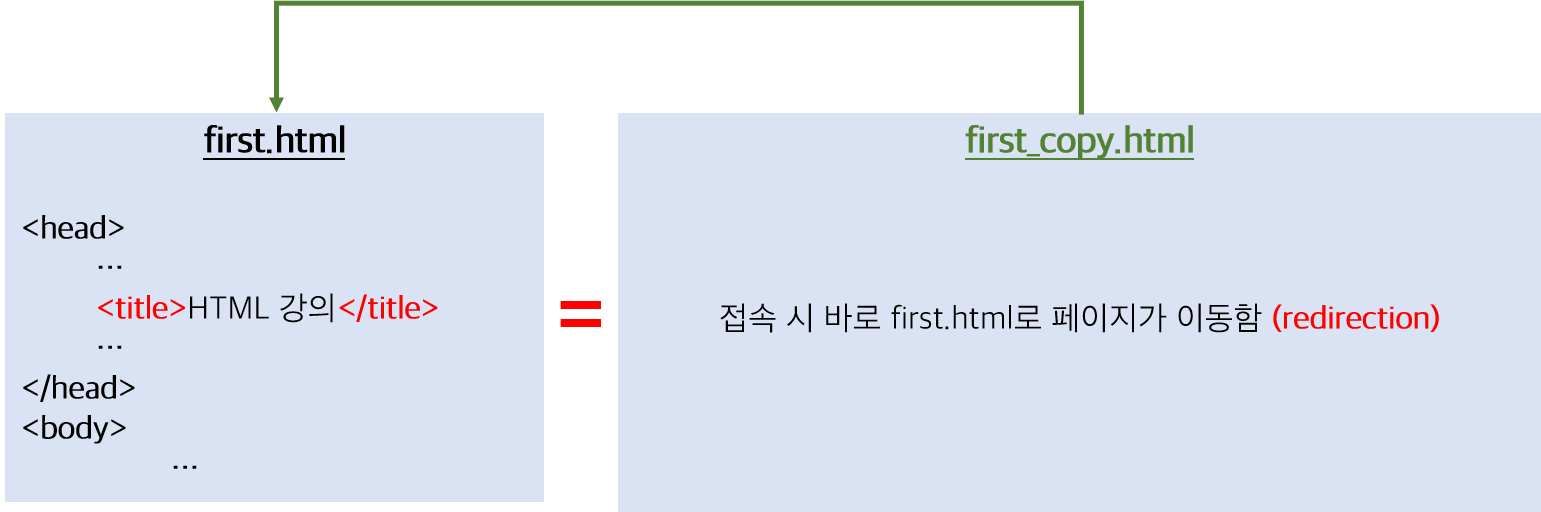 first.html
<head>
...
<title>HTML 강의</title>
...
</head>
<body>
...
=
first_copy.html
접속 시 바로 first.html로 페이지가 이동함 (redirection)